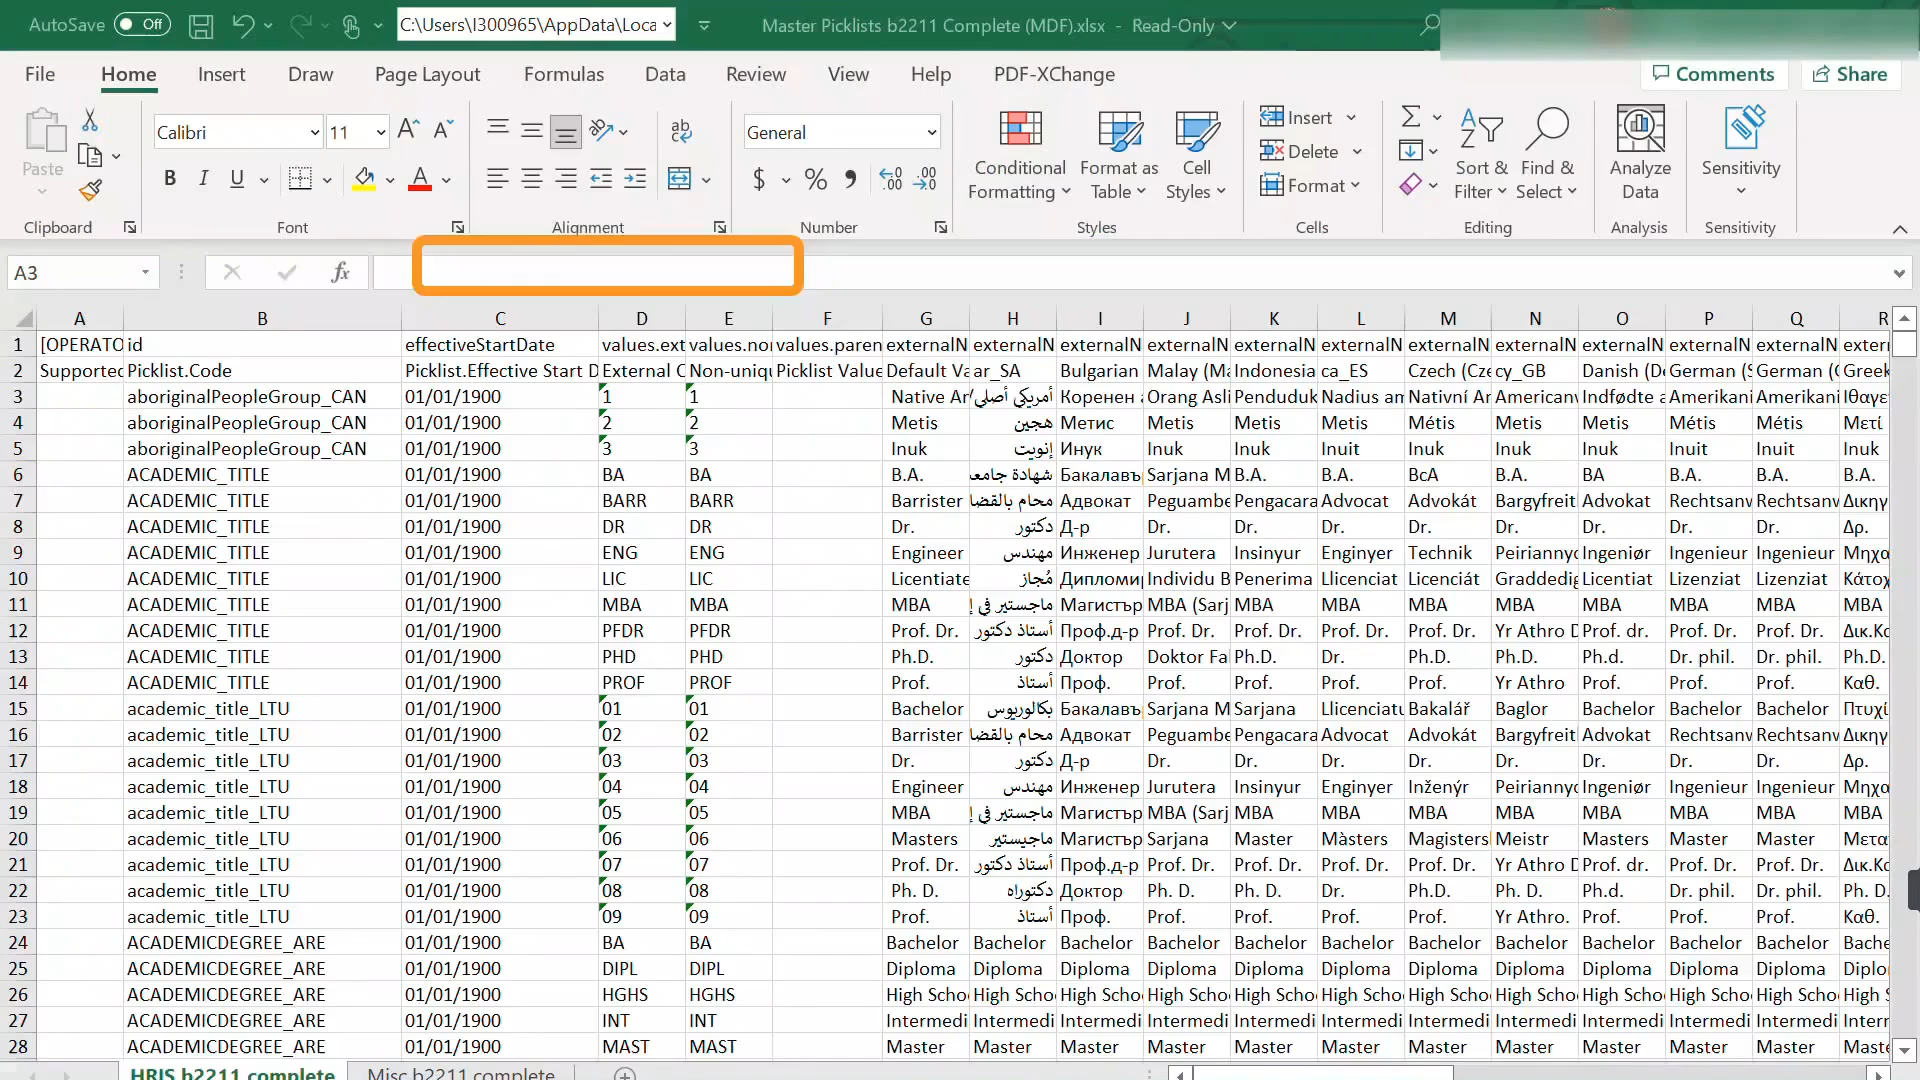 AutoSave Off C:\Users\I300965\AppData\Loca Master Picklists b2211 Complete (MDF).xlsx - Read-Only
File Home Insert Draw Page Layout Formulas Data Review View Help PDF-XChange Comments Share
Calibri 11 General Insert
Paste Conditional Formatting Format as Table Cell Styles Delete Sort & Filter Find & Select Analyze Data Sensitivity
B I U A $ % Format
Clipboard Font Alignment Number Styles Cells Editing Analysis Sensitivity
A3 fx
A B C D E F G H I J K L M N O P Q R
1 [OPERATO id effectiveStartDate values.ext values.nor values.paren externalN externalN externalN externalN externalN externalN externalN externalN externalN externalN externalN extern
2 Supported Picklist.Code Picklist.Effective Start D External C Non-uniqu Picklist Value Default Va ar_SA Bulgarian Malay (Ma Indonesia ca_ES Czech (Cze cy_GB Danish (De German (S German (G Greek
3 aboriginalPeopleGroup_CAN 01/01/1900 1 1 Native Am أمريكي أصلي/ Коренен а Orang Asli Penduduk Nadius am Nativní Am American Indfødte a Amerikani Amerikani Ιθαγε
4 aboriginalPeopleGroup_CAN 01/01/1900 2 2 Metis هجين Метис Metis Metis Metis Métis Metis Metis Métis Métis Μετί
5 aboriginalPeopleGroup_CAN 01/01/1900 3 3 Inuk إنويت Инук Inuk Inuk Inuit Inuk Inuk Inuk Inuit Inuit Inuk
6 ACADEMIC_TITLE 01/01/1900 BA BA B.A. شهادة جامعي Бакалавъ Sarjana M B.A. B.A. BcA B.A. BA B.A. B.A. B.A.
7 ACADEMIC_TITLE 01/01/1900 BARR BARR Barrister محام بالقضا Адвокат Peguambe Pengacara Advocat Advokát Bargyfreitl Advokat Rechtsanw Rechtsanw Δικηγ
8 ACADEMIC_TITLE 01/01/1900 DR DR Dr. دكتور Д-р Dr. Dr. Dr. Dr. Dr. Dr. Dr. Dr. Δρ.
9 ACADEMIC_TITLE 01/01/1900 ENG ENG Engineer مهندس Инженер Jurutera Insinyur Enginyer Technik Peirianny Ingeniør Ingenieur Ingenieur Μηχα
10 ACADEMIC_TITLE 01/01/1900 LIC LIC Licentiate مُجاز Дипломи Individu B Penerima Llicenciat Licenciát Graddedig Licentiat Lizenziat Lizenziat Κάτοχ
11 ACADEMIC_TITLE 01/01/1900 MBA MBA MBA ماجستير في إ Магистър MBA (Sarj MBA MBA MBA MBA MBA MBA MBA MBA
12 ACADEMIC_TITLE 01/01/1900 PFDR PFDR Prof. Dr. أستاذ دكتور Проф.д-р Prof. Dr. Prof. Dr. Prof. Dr. Prof. Dr. Yr Athro D Prof. dr. Prof. Dr. Prof. Dr. Δικ.Κα
13 ACADEMIC_TITLE 01/01/1900 PHD PHD Ph.D. دكتور Доктор Doktor Fal Ph.D. Dr. Ph.D. Ph.D. Ph.d. Dr. phil. Dr. phil. Ph.D.
14 ACADEMIC_TITLE 01/01/1900 PROF PROF Prof. أستاذ Проф. Prof. Prof. Prof. Prof. Yr Athro Prof. Prof. Prof. Καθ.
15 academic_title_LTU 01/01/1900 01 01 Bachelor بكالوريوس Бакалавъ Sarjana M Sarjana Llicenciatu Bakalář Baglor Bachelor Bachelor Bachelor Πτυχί
16 academic_title_LTU 01/01/1900 02 02 Barrister محام بالقضا Адвокат Peguambe Pengacara Advocat Advokát Bargyfreitl Advokat Rechtsanw Rechtsanw Δικηγ
17 academic_title_LTU 01/01/1900 03 03 Dr. دكتور Д-р Dr. Dr. Dr. Dr. Dr. Dr. Dr. Dr. Δρ.
18 academic_title_LTU 01/01/1900 04 04 Engineer مهندس Инженер Jurutera Insinyur Enginyer Inženýr Peirianny Ingeniør Ingenieur Ingenieur Μηχα
19 academic_title_LTU 01/01/1900 05 05 MBA ماجستير في إ Магистър MBA (Sarj MBA MBA MBA MBA MBA MBA MBA MBA
20 academic_title_LTU 01/01/1900 06 06 Masters ماجيستير Магистър Sarjana Master Màsters Magisters Meistr Masters Master Master Μετα
21 academic_title_LTU 01/01/1900 07 07 Prof. Dr. أستاذ دكتور Проф.д-р Prof. Dr. Prof. Dr. Prof. Dr. Prof. Dr. Yr Athro D Prof. dr. Prof. Dr. Prof. Dr. Δικ.Κα
22 academic_title_LTU 01/01/1900 08 08 Ph. D. دكتوراه Доктор Ph. D. Ph. D. Dr. Ph. D. Ph. D. Ph.d. Dr. phil. Dr. phil. Ph. D.
23 academic_title_LTU 01/01/1900 09 09 Prof. أستاذ Проф. Prof. Prof. Prof. Prof. Yr Athro. Prof. Prof. Prof. Καθ.
24 ACADEMICDEGREE_ARE 01/01/1900 BA BA Bachelor Bachelor Bachelor Bachelor Bachelor Bachelor Bachelor Bachelor Bachelor Bachelor Bachelor Bache
25 ACADEMICDEGREE_ARE 01/01/1900 DIPL DIPL Diploma Diploma Diploma Diploma Diploma Diploma Diploma Diploma Diploma Diploma Diploma Diplo
26 ACADEMICDEGREE_ARE 01/01/1900 HGHS HGHS High Schoo High Schoo High Schoo High Schoo High Schoo High Schoo High Schoo High Schoo High Schoo High Schoo High Schoo High S
27 ACADEMICDEGREE_ARE 01/01/1900 INT INT Intermedi Intermedi Intermedi Intermedi Intermedi Intermedi Intermedi Intermedi Intermedi Intermedi Intermedi Interr
28 ACADEMICDEGREE_ARE 01/01/1900 MAST MAST Master Master Master Master Master Master Master Master Master Master Master Maste
HRIS b2211 complete Misc b2211 complete